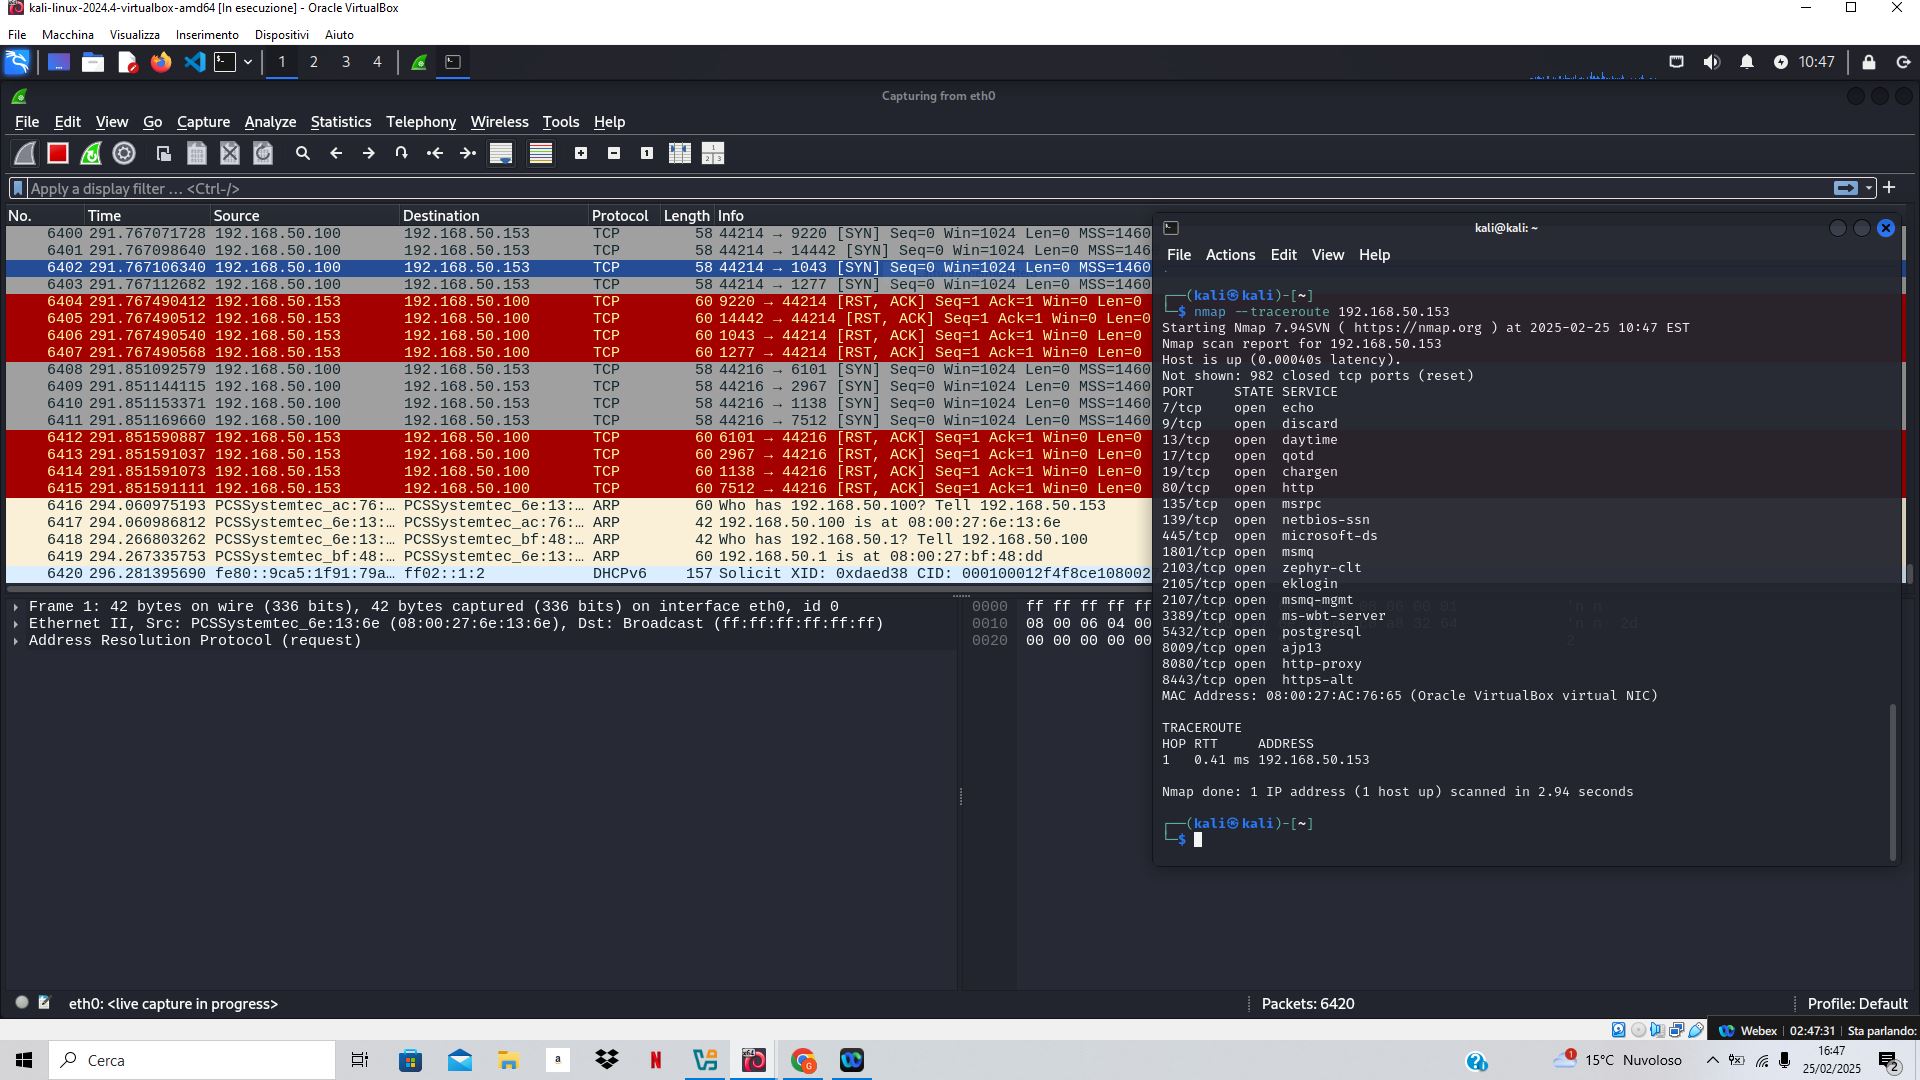 kali-linux-2024.4-virtualbox-amd64 [In esecuzione] - Oracle VirtualBox
File Macchina Visualizza Inserimento Dispositivi Aiuto
1 2 3 4 10:47
Capturing from eth0
File Edit View Go Capture Analyze Statistics Telephony Wireless Tools Help
Apply a display filter … <Ctrl-/>
No. Time Source Destination Protocol Length Info
6400 291.767071728 192.168.50.100 192.168.50.153 TCP 58 44214 → 9220 [SYN] Seq=0 Win=1024 Len=0 MSS=1460
6401 291.767098640 192.168.50.100 192.168.50.153 TCP 58 44214 → 14442 [SYN] Seq=0 Win=1024 Len=0 MSS=146
6402 291.767106340 192.168.50.100 192.168.50.153 TCP 58 44214 → 1043 [SYN] Seq=0 Win=1024 Len=0 MSS=1460
6403 291.767112682 192.168.50.100 192.168.50.153 TCP 58 44214 → 1277 [SYN] Seq=0 Win=1024 Len=0 MSS=1460
6404 291.767490412 192.168.50.153 192.168.50.100 TCP 60 9220 → 44214 [RST, ACK] Seq=1 Ack=1 Win=0 Len=0
6405 291.767490512 192.168.50.153 192.168.50.100 TCP 60 14442 → 44214 [RST, ACK] Seq=1 Ack=1 Win=0 Len=0
6406 291.767490540 192.168.50.153 192.168.50.100 TCP 60 1043 → 44214 [RST, ACK] Seq=1 Ack=1 Win=0 Len=0
6407 291.767490568 192.168.50.153 192.168.50.100 TCP 60 1277 → 44214 [RST, ACK] Seq=1 Ack=1 Win=0 Len=0
6408 291.851092579 192.168.50.100 192.168.50.153 TCP 58 44216 → 6101 [SYN] Seq=0 Win=1024 Len=0 MSS=1460
6409 291.851144115 192.168.50.100 192.168.50.153 TCP 58 44216 → 2967 [SYN] Seq=0 Win=1024 Len=0 MSS=1460
6410 291.851153371 192.168.50.100 192.168.50.153 TCP 58 44216 → 1138 [SYN] Seq=0 Win=1024 Len=0 MSS=1460
6411 291.851169660 192.168.50.100 192.168.50.153 TCP 58 44216 → 7512 [SYN] Seq=0 Win=1024 Len=0 MSS=1460
6412 291.851590887 192.168.50.153 192.168.50.100 TCP 60 6101 → 44216 [RST, ACK] Seq=1 Ack=1 Win=0 Len=0
6413 291.851591037 192.168.50.153 192.168.50.100 TCP 60 2967 → 44216 [RST, ACK] Seq=1 Ack=1 Win=0 Len=0
6414 291.851591073 192.168.50.153 192.168.50.100 TCP 60 1138 → 44216 [RST, ACK] Seq=1 Ack=1 Win=0 Len=0
6415 291.851591111 192.168.50.153 192.168.50.100 TCP 60 7512 → 44216 [RST, ACK] Seq=1 Ack=1 Win=0 Len=0
6416 294.060975193 PCSSystemtec_ac:76:… PCSSystemtec_6e:13:… ARP 60 Who has 192.168.50.100? Tell 192.168.50.153
6417 294.060986812 PCSSystemtec_6e:13:… PCSSystemtec_ac:76:… ARP 42 192.168.50.100 is at 08:00:27:6e:13:6e
6418 294.266803262 PCSSystemtec_6e:13:… PCSSystemtec_bf:48:… ARP 42 Who has 192.168.50.1? Tell 192.168.50.100
6419 294.267335753 PCSSystemtec_bf:48:… PCSSystemtec_6e:13:… ARP 60 192.168.50.1 is at 08:00:27:bf:48:dd
6420 296.281395690 fe80::9ca5:1f91:79a… ff02::1:2 DHCPv6 157 Solicit XID: 0xdaed38 CID: 000100012f4f8ce108002
Frame 1: 42 bytes on wire (336 bits), 42 bytes captured (336 bits) on interface eth0, id 0
Ethernet II, Src: PCSSystemtec_6e:13:6e (08:00:27:6e:13:6e), Dst: Broadcast (ff:ff:ff:ff:ff:ff)
Address Resolution Protocol (request)
0000 ff ff ff ff ff
0010 08 00 06 04 00
0020 00 00 00 00 00
kali@kali: ~
File Actions Edit View Help
┌──(kali㉿kali)-[~]
└─$ nmap --traceroute 192.168.50.153
Starting Nmap 7.94SVN ( https://nmap.org ) at 2025-02-25 10:47 EST
Nmap scan report for 192.168.50.153
Host is up (0.00040s latency).
Not shown: 982 closed tcp ports (reset)
PORT STATE SERVICE
7/tcp open echo
9/tcp open discard
13/tcp open daytime
17/tcp open qotd
19/tcp open chargen
80/tcp open http
135/tcp open msrpc
139/tcp open netbios-ssn
445/tcp open microsoft-ds
1801/tcp open msmq
2103/tcp open zephyr-clt
2105/tcp open eklogin
2107/tcp open msmq-mgmt
3389/tcp open ms-wbt-server
5432/tcp open postgresql
8009/tcp open ajp13
8080/tcp open http-proxy
8443/tcp open https-alt
MAC Address: 08:00:27:AC:76:65 (Oracle VirtualBox virtual NIC)
TRACEROUTE
HOP RTT ADDRESS
1 0.41 ms 192.168.50.153
Nmap done: 1 IP address (1 host up) scanned in 2.94 seconds
┌──(kali㉿kali)-[~]
└─$
eth0: <live capture in progress> Packets: 6420 Profile: Default
Webex 02:47:31 Sta parlando:
Cerca
15°C Nuvoloso
16:47
25/02/2025